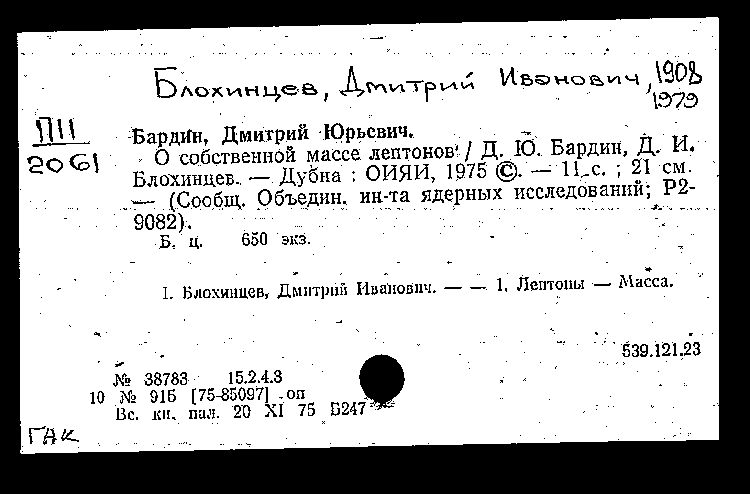 Блохинцев, Дмитрий Иванович, 1908
1979
П11
2061
Бардин, Дмитрий Юрьевич.
О собственной массе лептонов / Д. Ю. Бардин, Д. И.
Блохинцев. — Дубна : ОИЯИ, 1975 ©. — 11 с. ; 21 см.
— (Сообщ. Объедин. ин-та ядерных исследований; Р2-
9082).
Б. ц. 650 экз.
1. Блохинцев, Дмитрий Иванович. — — 1. Лептоны — Масса.
539.121.23
№ 38783 15.2.4.3
10 № 915 [75-85097] оп
Вс. кн. пал. 20 XI 75 Б247
ГАК